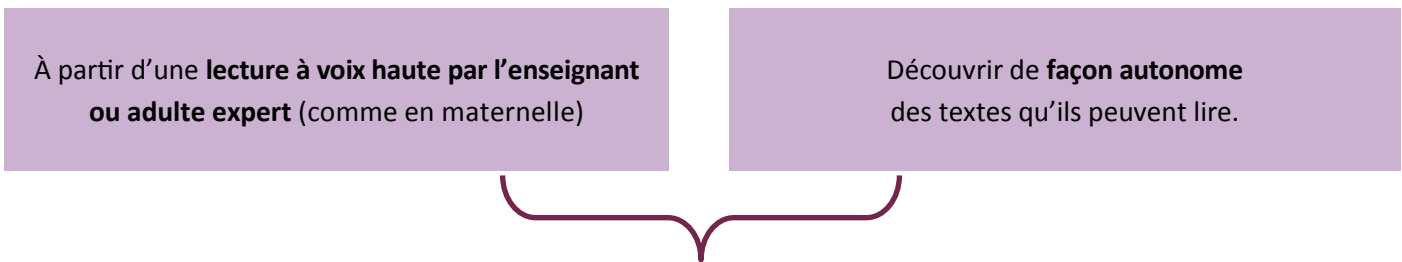 À partir d’une lecture à voix haute par l’enseignant
ou adulte expert (comme en maternelle)
Découvrir de façon autonome
des textes qu’ils peuvent lire.